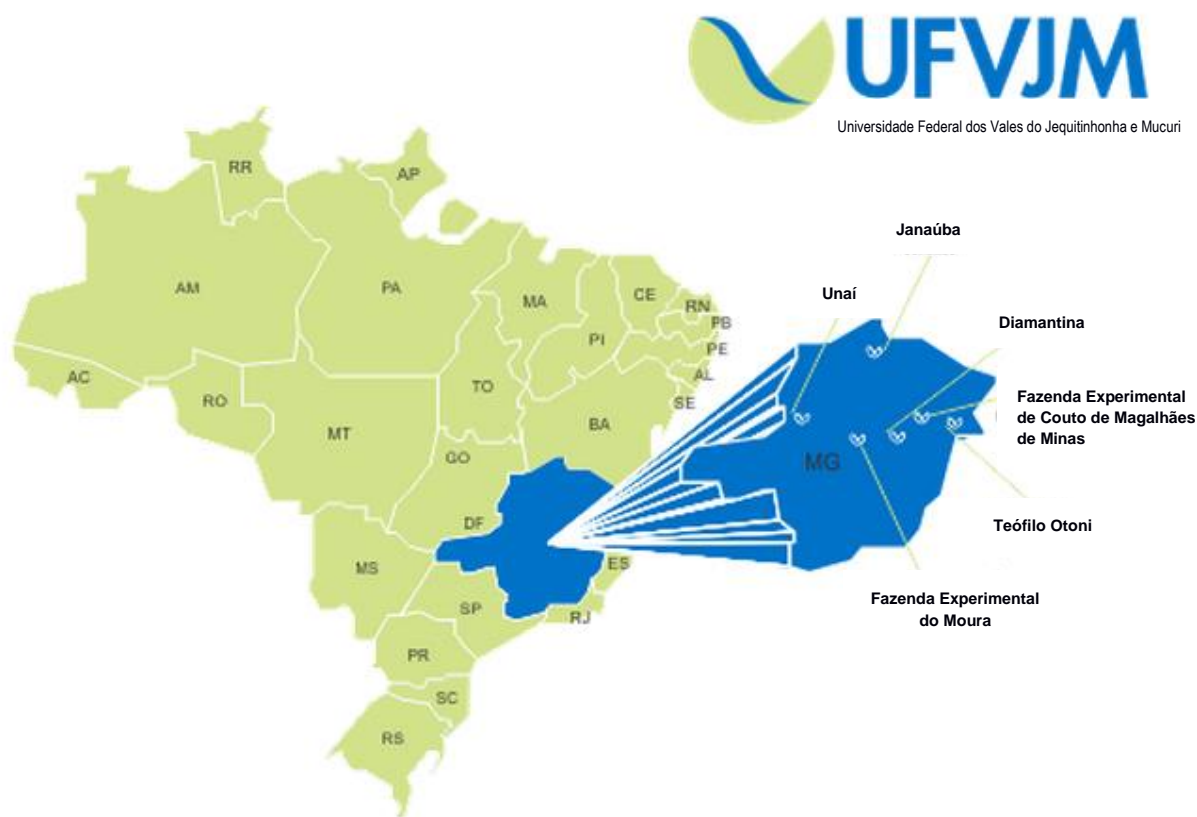 UFVJM
Universidade Federal dos Vales do Jequitinhonha e Mucuri
RR
AP
Janaúba
AM
PA
MA
CE
RN
Unaí
PB
Diamantina
PI
PE
AC
TO
AL
RO
SE
Fazenda Experimental
de Couto de Magalhães
de Minas
MT
BA
GO
MG
DF
Teófilo Otoni
MS
ES
SP
RJ
Fazenda Experimental
do Moura
PR
SC
RS